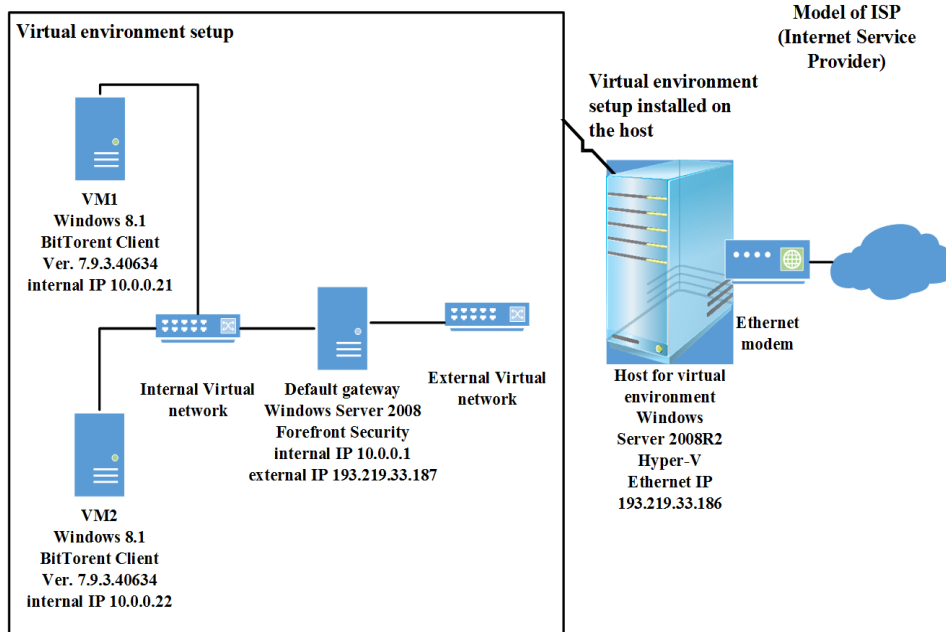 Virtual environment setup
VM1
Windows 8.1
BitTorent Client
Ver. 7.9.3.40634
internal IP 10.0.0.21
Internal Virtual
network
Default gateway
Windows Server 2008
Forefront Security
internal IP 10.0.0.1
external IP 193.219.33.187
External Virtual
network
VM2
Windows 8.1
BitTorent Client
Ver. 7.9.3.40634
internal IP 10.0.0.22
Model of ISP
(Internet Service
Provider)
Virtual environment
setup installed on
the host
Ethernet
modem
Host for virtual
environment
Windows
Server 2008R2
Hyper-V
Ethernet IP
193.219.33.186